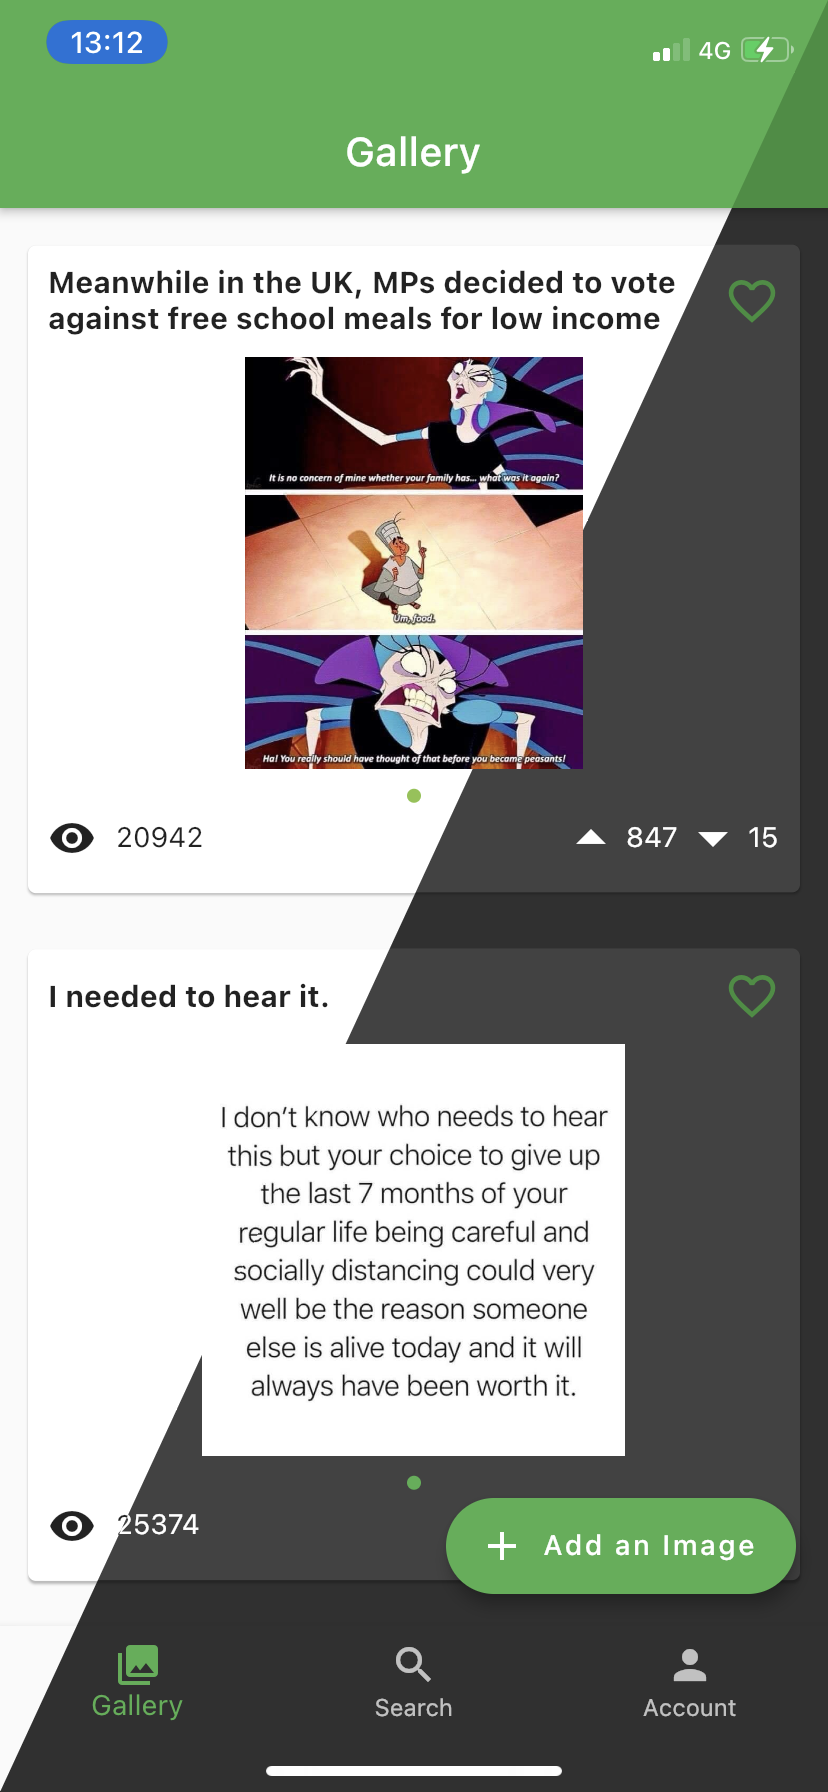 13:12
4G
Gallery
Meanwhile in the UK, MPs decided to vote
against free school meals for low income
It is no concern of mine whether your family has... what was it again?
Um, food.
Ha! You really should have thought of that before you became peasants!
20942
847
15
I needed to hear it.
I don’t know who needs to hear
this but your choice to give up
the last 7 months of your
regular life being careful and
socially distancing could very
well be the reason someone
else is alive today and it will
always have been worth it.
25374
Add an Image
Gallery
Search
Account